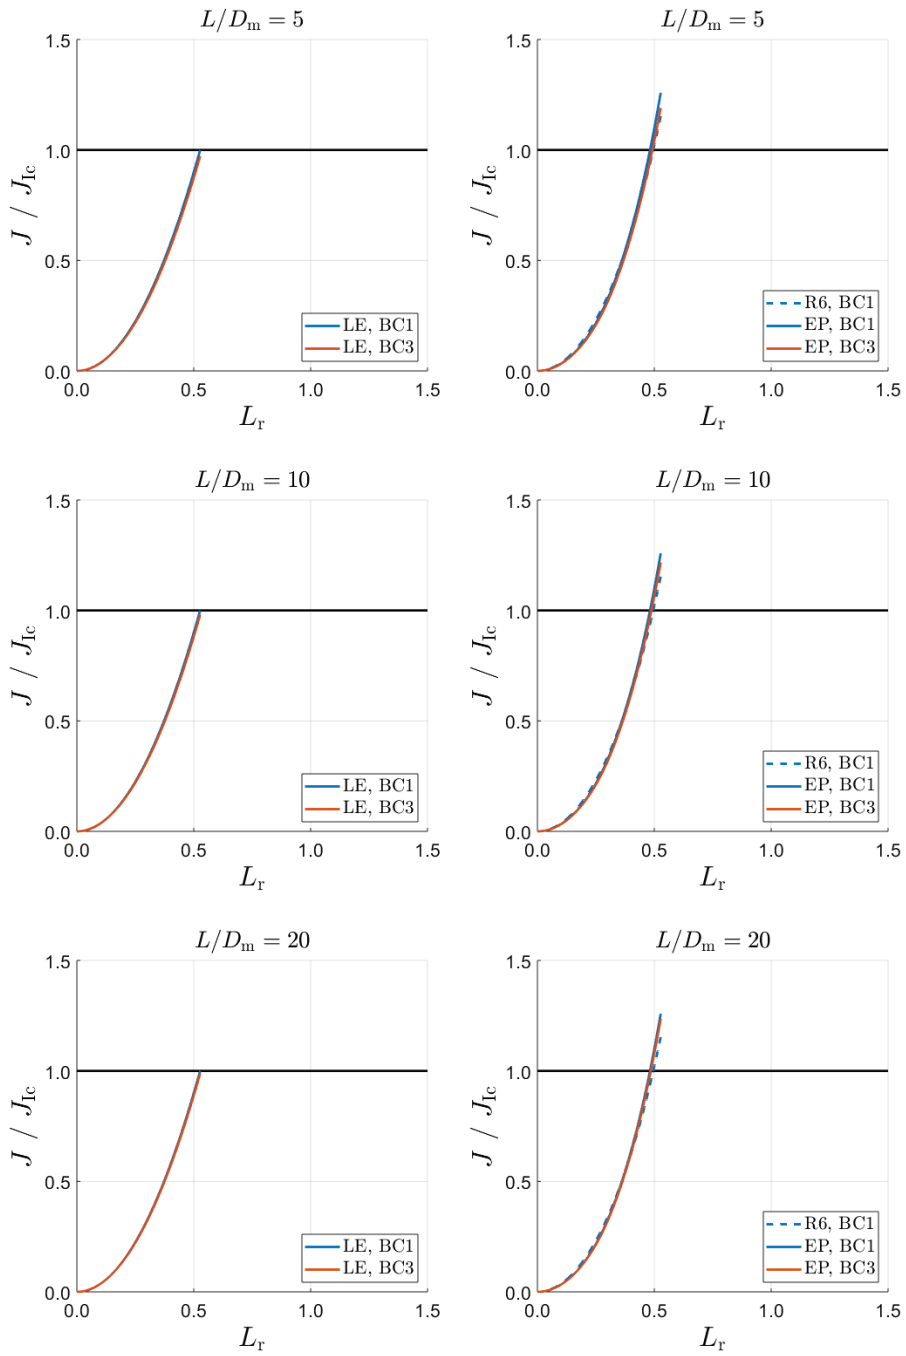 L/Dm = 5
1.5
1.0
0.5
0.0
J / JIc
LE, BC1
LE, BC3
0.0 0.5 1.0 1.5
Lr
L/Dm = 5
1.5
1.0
0.5
0.0
J / JIc
R6, BC1
EP, BC1
EP, BC3
0.0 0.5 1.0 1.5
Lr
L/Dm = 10
1.5
1.0
0.5
0.0
J / JIc
LE, BC1
LE, BC3
0.0 0.5 1.0 1.5
Lr
L/Dm = 10
1.5
1.0
0.5
0.0
J / JIc
R6, BC1
EP, BC1
EP, BC3
0.0 0.5 1.0 1.5
Lr
L/Dm = 20
1.5
1.0
0.5
0.0
J / JIc
LE, BC1
LE, BC3
0.0 0.5 1.0 1.5
Lr
L/Dm = 20
1.5
1.0
0.5
0.0
J / JIc
R6, BC1
EP, BC1
EP, BC3
0.0 0.5 1.0 1.5
Lr